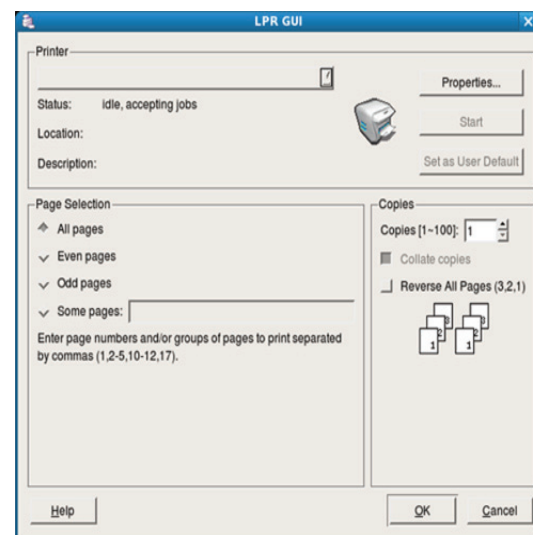 LPR GUI
Printer
Properties...
Status: idle, accepting jobs
Start
Location:
Description:
Set as User Default
Page Selection
All pages
Even pages
Odd pages
Some pages:
Enter page numbers and/or groups of pages to print separated
by commas (1,2-5,10-12,17).
Copies
Copies [1~100]: 1
Collate copies
Reverse All Pages (3,2,1)
3 3
2 2
1 1
Help
OK
Cancel